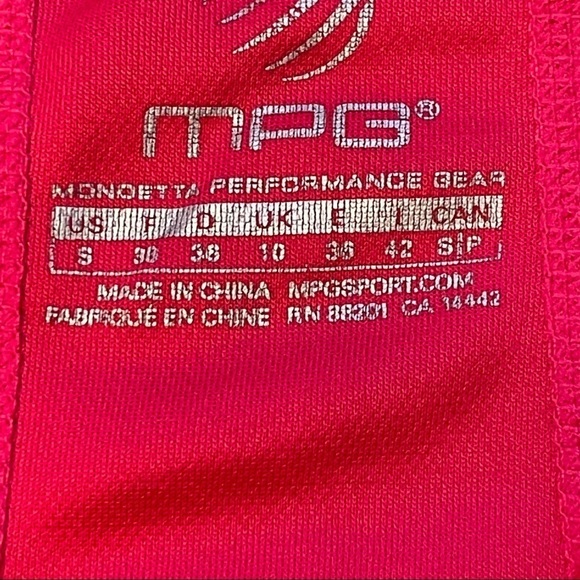 MPG®
MONDETTA PERFORMANCE GEAR
US F D UK E I CAN
S 38 36 10 36 42 S|P
MADE IN CHINA MPGSPORT.COM
FABRIQUÉ EN CHINE RN 88201 CA 14442